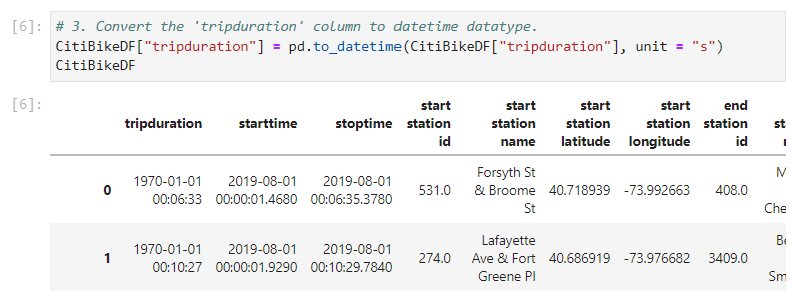 [6]: # 3. Convert the 'tripduration' column to datetime datatype.
CitiBikeDF["tripduration"] = pd.to_datetime(CitiBikeDF["tripduration"], unit = "s")
CitiBikeDF
[6]:
start start start start end
station station station station station st
tripduration starttime stoptime id name latitude longitude id
Forsyth St M
0 1970-01-01 00:06:33 2019-08-01 00:00:01.4680 2019-08-01 00:06:35.3780 531.0 & Broome 40.718939 -73.992663 408.0
St Che
Lafayette Be
1 1970-01-01 00:10:27 2019-08-01 00:00:01.9290 2019-08-01 00:10:29.7840 274.0 Ave & Fort 40.686919 -73.976682 3409.0
Greene Pl Sm